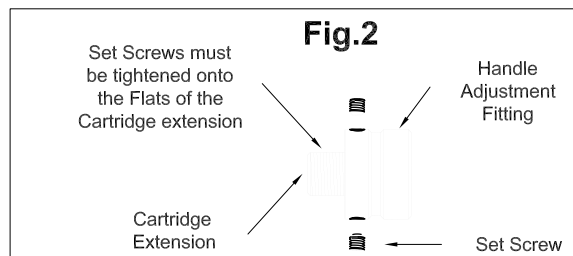 Fig.2
Set Screws must
be tightened onto
the Flats of the
Cartridge extension
Handle
Adjustment
Fitting
Cartridge
Extension
Set Screw